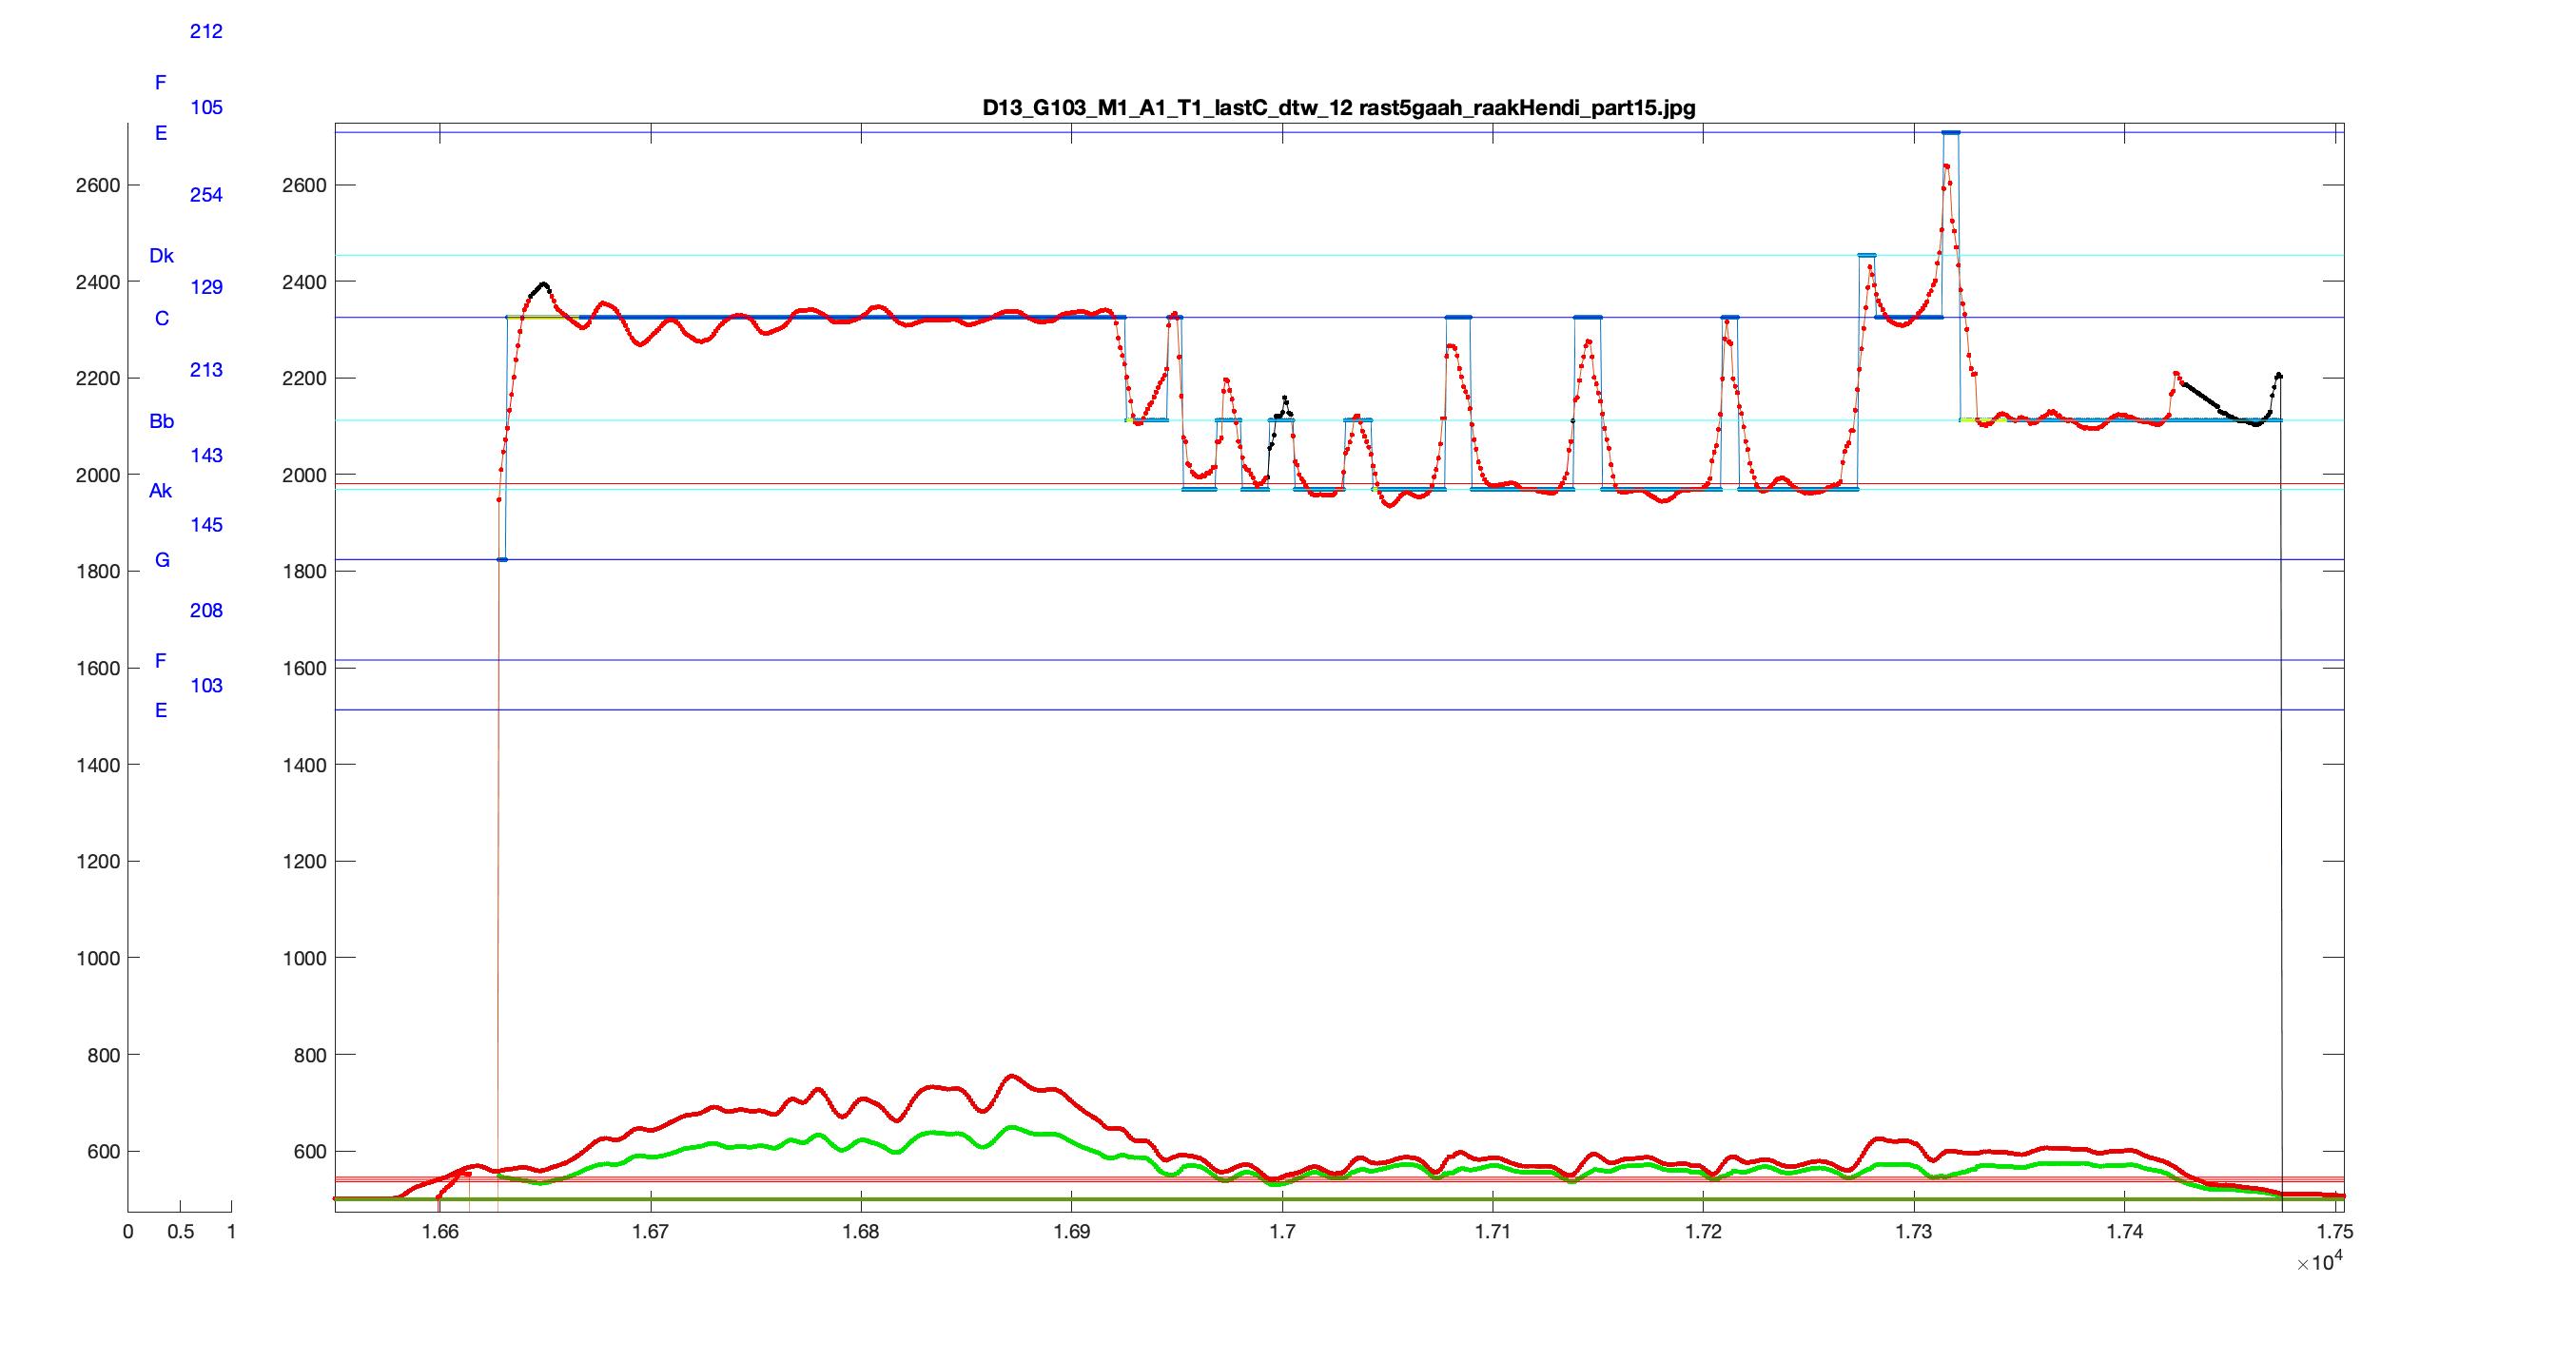 212
F
105
D13_G103_M1_A1_T1_lastC_dtw_12 rast5gaah_raakHendi_part15.jpg
E
2600 254 2600
Dk
2400 129 2400
C
2200 213 2200
Bb
143
2000 2000
Ak
145
G
1800 1800
208
F
1600 1600
103
E
1400 1400
1200 1200
1000 1000
800 800
600 600
0 0.5 1 1.66 1.67 1.68 1.69 1.7 1.71 1.72 1.73 1.74 1.75
×10^4